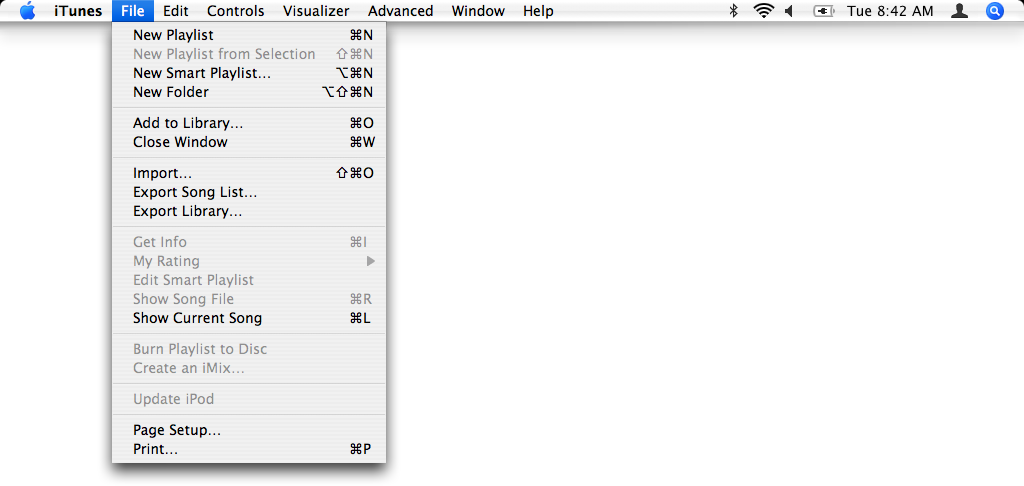 iTunes File Edit Controls Visualizer Advanced Window Help Tue 8:42 AM
New Playlist ⌘N
New Playlist from Selection ⇧⌘N
New Smart Playlist... ⌥⌘N
New Folder ⌥⇧⌘N
Add to Library... ⌘O
Close Window ⌘W
Import... ⇧⌘O
Export Song List...
Export Library...
Get Info ⌘I
My Rating
Edit Smart Playlist
Show Song File ⌘R
Show Current Song ⌘L
Burn Playlist to Disc
Create an iMix...
Update iPod
Page Setup...
Print... ⌘P